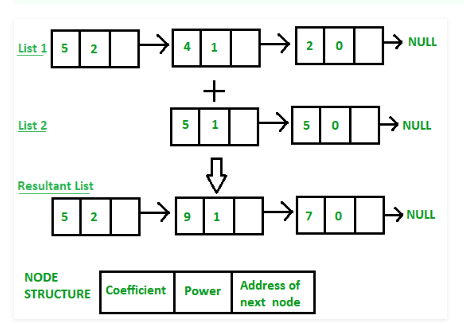 List 1 5 2 4 1 2 0 NULL
+
List 2 5 1 5 0 NULL
Resultant List
5 2 9 1 7 0 NULL
NODE
STRUCTURE Coefficient Power Address of
next node